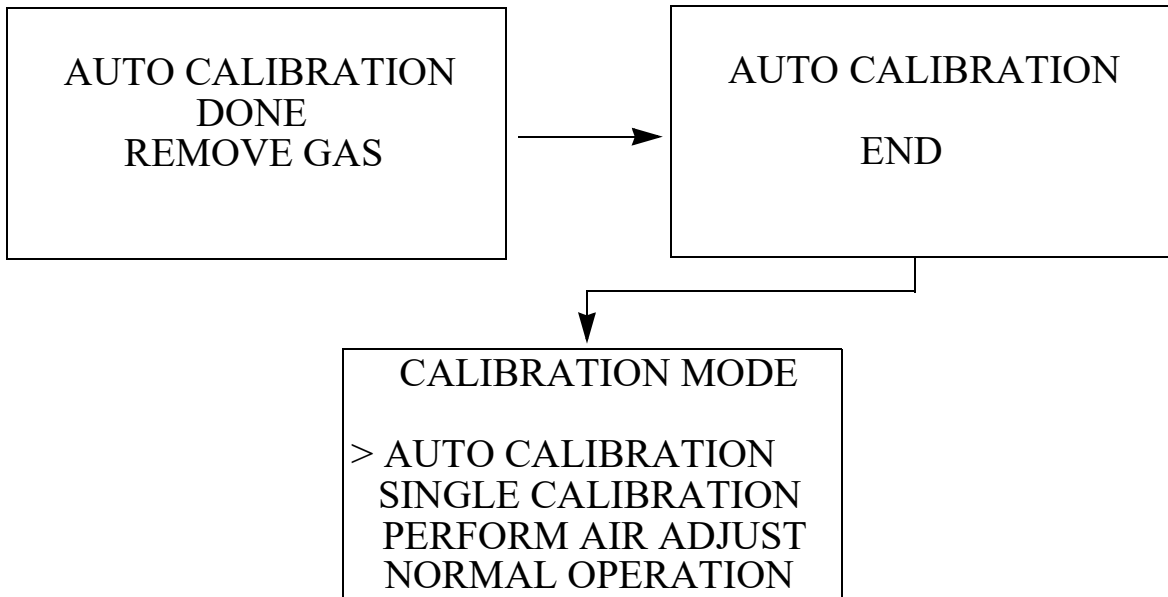 AUTO CALIBRATION
DONE
REMOVE GAS
AUTO CALIBRATION
END
CALIBRATION MODE
> AUTO CALIBRATION
SINGLE CALIBRATION
PERFORM AIR ADJUST
NORMAL OPERATION